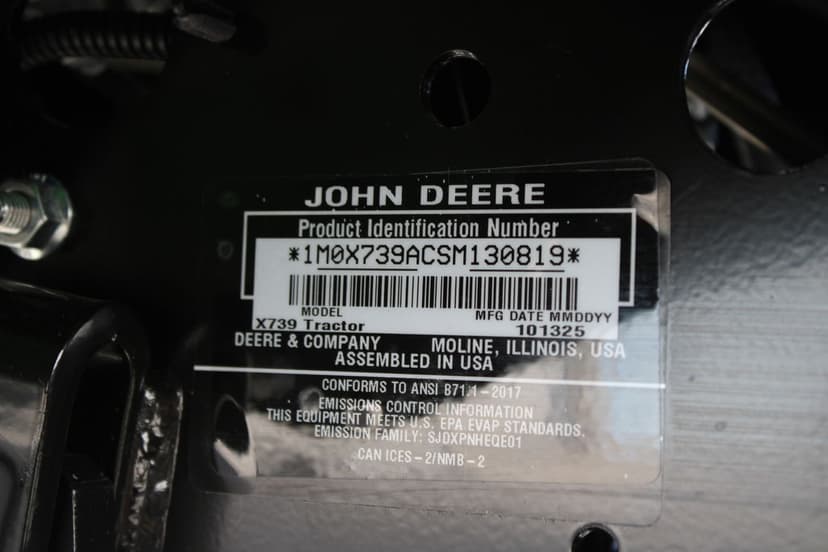 JOHN DEERE
Product Identification Number
*1M0X739ACSM130819*
MODEL MFG DATE MMDDYY
X739 Tractor 101325
DEERE & COMPANY MOLINE, ILLINOIS, USA
ASSEMBLED IN USA
CONFORMS TO ANSI B71.1-2017
EMISSIONS CONTROL INFORMATION
THIS EQUIPMENT MEETS U.S. EPA EVAP STANDARDS.
EMISSION FAMILY: SJDXPNHEQE01
CAN ICES-2/NMB-2